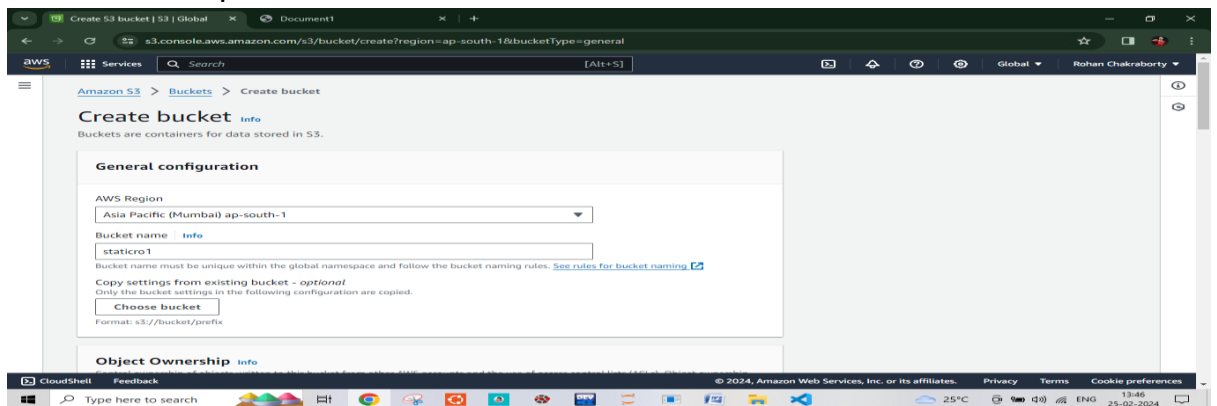 Create S3 bucket | S3 | Global
Document1
s3.console.aws.amazon.com/s3/bucket/create?region=ap-south-1&bucketType=general
aws Services Search [Alt+S] Global Rohan Chakraborty
Amazon S3 > Buckets > Create bucket
Create bucket Info
Buckets are containers for data stored in S3.
General configuration
AWS Region
Asia Pacific (Mumbai) ap-south-1
Bucket name Info
staticro1
Bucket name must be unique within the global namespace and follow the bucket naming rules. See rules for bucket naming
Copy settings from existing bucket - optional
Only the bucket settings in the following configuration are copied.
Choose bucket
Format: s3://bucket/prefix
Object Ownership Info
CloudShell Feedback © 2024, Amazon Web Services, Inc. or its affiliates. Privacy Terms Cookie preferences
Type here to search DEV 25°C ENG 13:46
25-02-2024